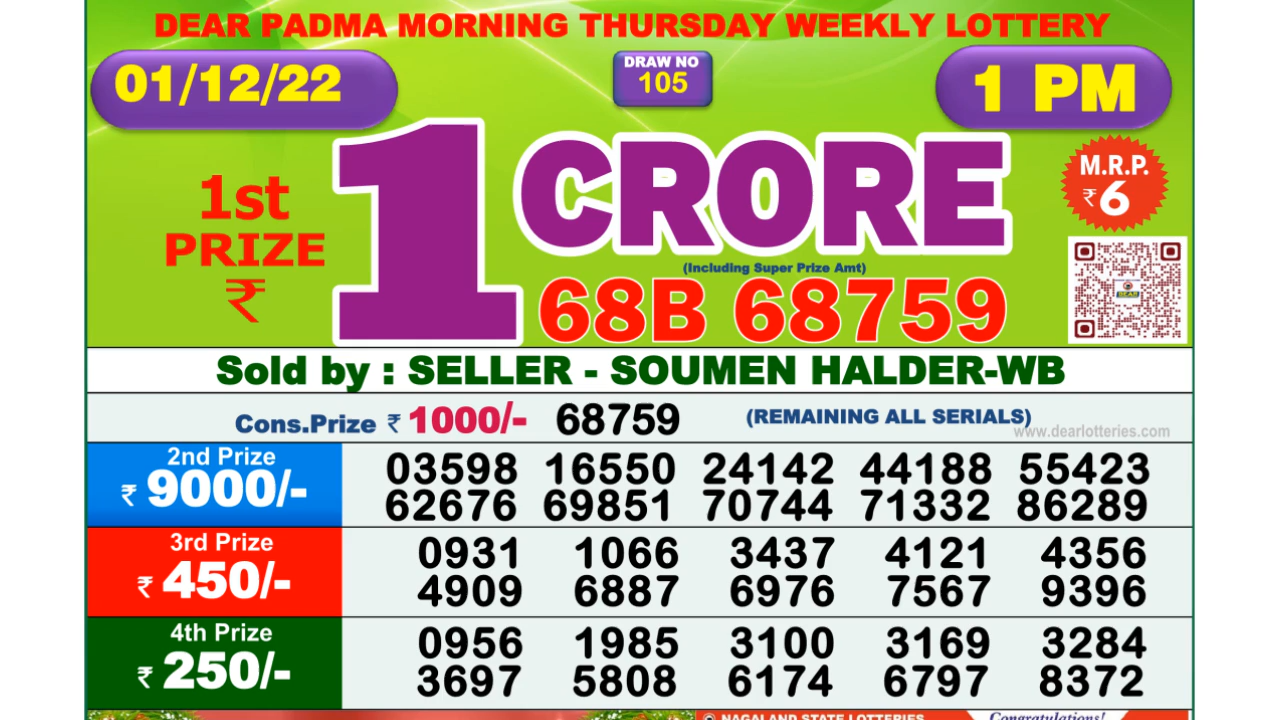 DEAR PADMA MORNING THURSDAY WEEKLY LOTTERY
01/12/22
DRAW NO
105
1 PM
1st
PRIZE
₹
1 CRORE
M.R.P.
₹ 6
(Including Super Prize Amt)
68B 68759
DEAR
Sold by : SELLER - SOUMEN HALDER-WB
Cons.Prize ₹ 1000/- 68759 (REMAINING ALL SERIALS)
www.dearlotteries.com
2nd Prize
₹ 9000/-
03598 16550 24142 44188 55423
62676 69851 70744 71332 86289
3rd Prize
₹ 450/-
0931 1066 3437 4121 4356
4909 6887 6976 7567 9396
4th Prize
₹ 250/-
0956 1985 3100 3169 3284
3697 5808 6174 6797 8372
NAGALAND STATE LOTTERIES
Congratulations!